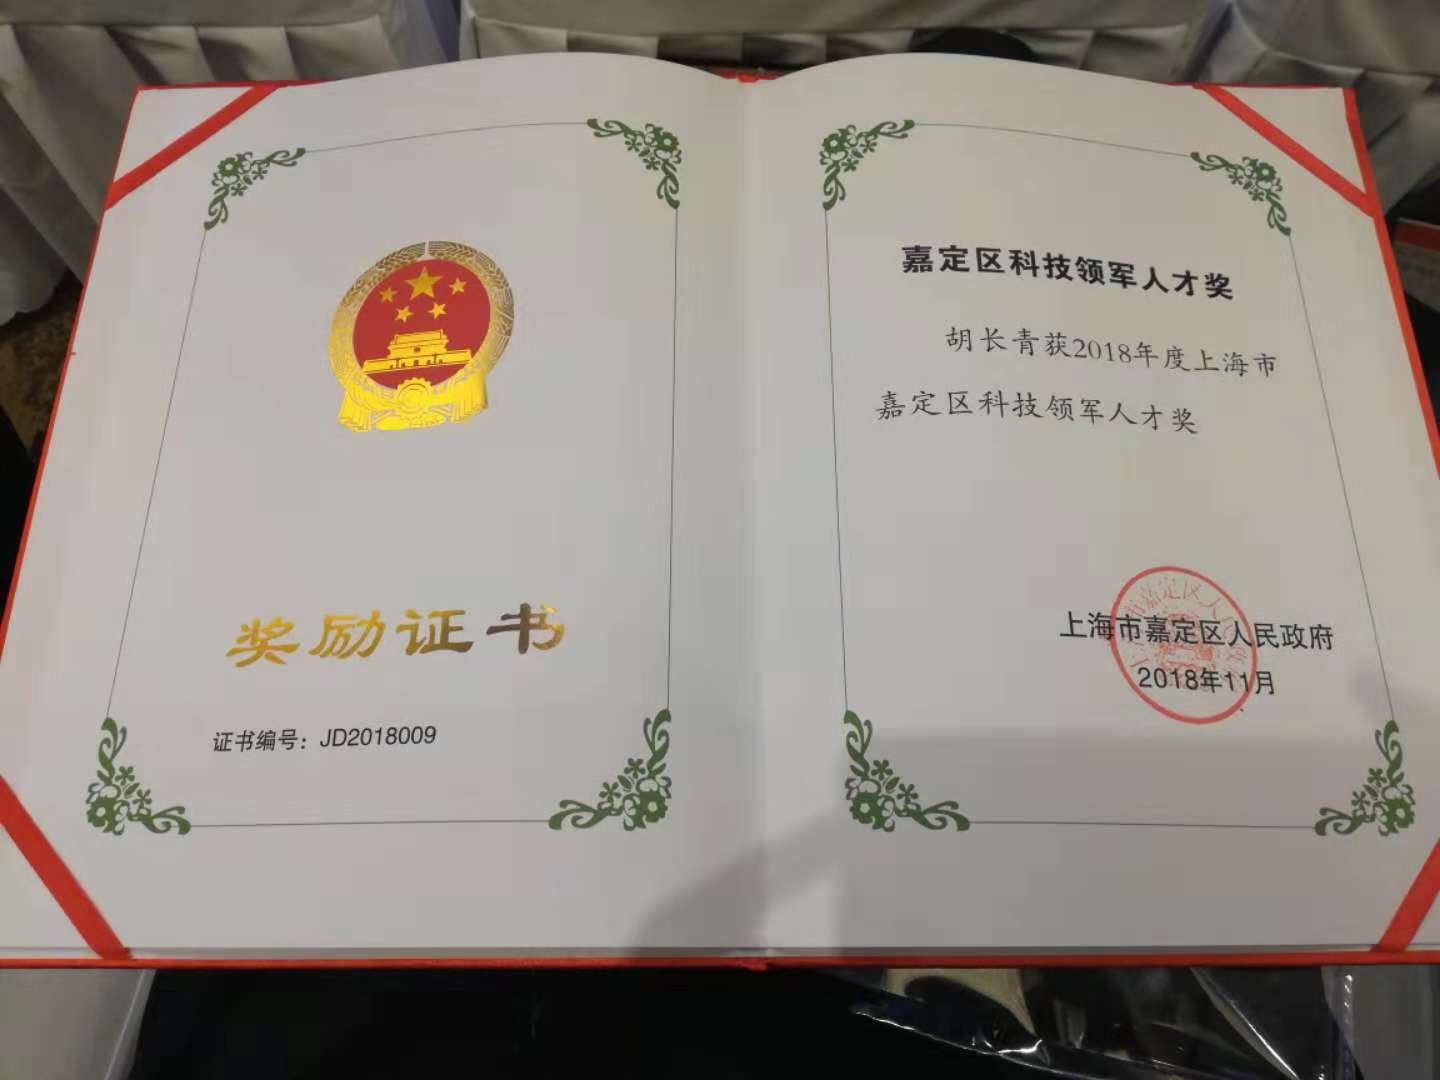 奖励证书
证书编号：JD2018009
嘉定区科技领军人才奖
胡长青获2018年度上海市
嘉定区科技领军人才奖
上海市嘉定区人民政府
2018年11月